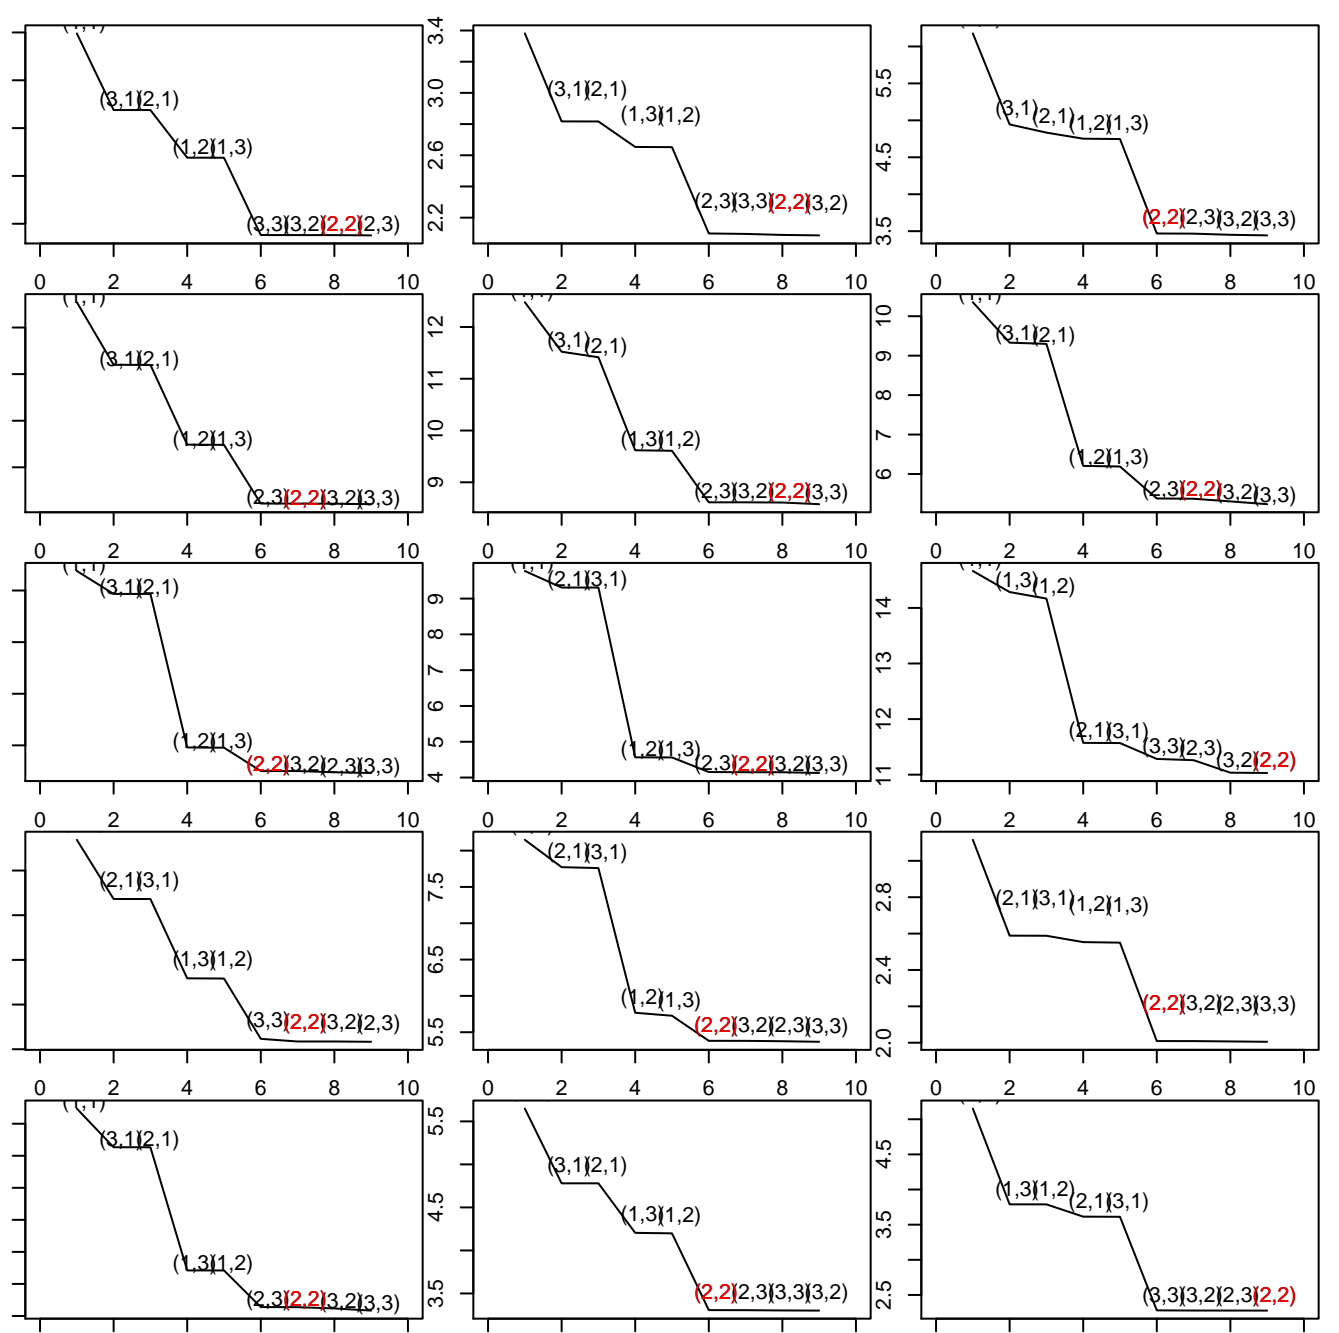 3.4 3.0 2.6 2.2
5.5 4.5 3.5
(3,1) (2,1) (1,2) (1,3) (3,3) (3,2) (2,2) (2,3)
(3,1) (2,1) (1,3) (1,2) (2,3) (3,3) (2,2) (3,2)
(3,1) (2,1) (1,2) (1,3) (2,2) (2,3) (3,2) (3,3)
0 2 4 6 8 10 0 2 4 6 8 10 0 2 4 6 8 10
12 11 10 9
10 9 8 7 6
(3,1) (2,1) (1,2) (1,3) (2,3) (2,2) (3,2) (3,3)
(3,1) (2,1) (1,3) (1,2) (2,3) (3,2) (2,2) (3,3)
(3,1) (2,1) (1,2) (1,3) (2,3) (2,2) (3,2) (3,3)
0 2 4 6 8 10 0 2 4 6 8 10 0 2 4 6 8 10
9 8 7 6 5 4
14 13 12 11
(3,1) (2,1) (1,2) (1,3) (2,2) (3,2) (2,3) (3,3)
(2,1) (3,1) (1,2) (1,3) (2,3) (2,2) (3,2) (3,3)
(1,3) (1,2) (2,1) (3,1) (3,3) (2,3) (3,2) (2,2)
0 2 4 6 8 10 0 2 4 6 8 10 0 2 4 6 8 10
7.5 6.5 5.5
2.8 2.4 2.0
(2,1) (3,1) (1,3) (1,2) (3,3) (2,2) (3,2) (2,3)
(2,1) (3,1) (1,2) (1,3) (2,2) (3,2) (2,3) (3,3)
(2,1) (3,1) (1,2) (1,3) (2,2) (3,2) (2,3) (3,3)
0 2 4 6 8 10 0 2 4 6 8 10 0 2 4 6 8 10
5.5 4.5 3.5
4.5 3.5 2.5
(3,1) (2,1) (1,3) (1,2) (2,3) (2,2) (3,2) (3,3)
(3,1) (2,1) (1,3) (1,2) (2,2) (2,3) (3,3) (3,2)
(1,3) (1,2) (2,1) (3,1) (3,3) (3,2) (2,3) (2,2)